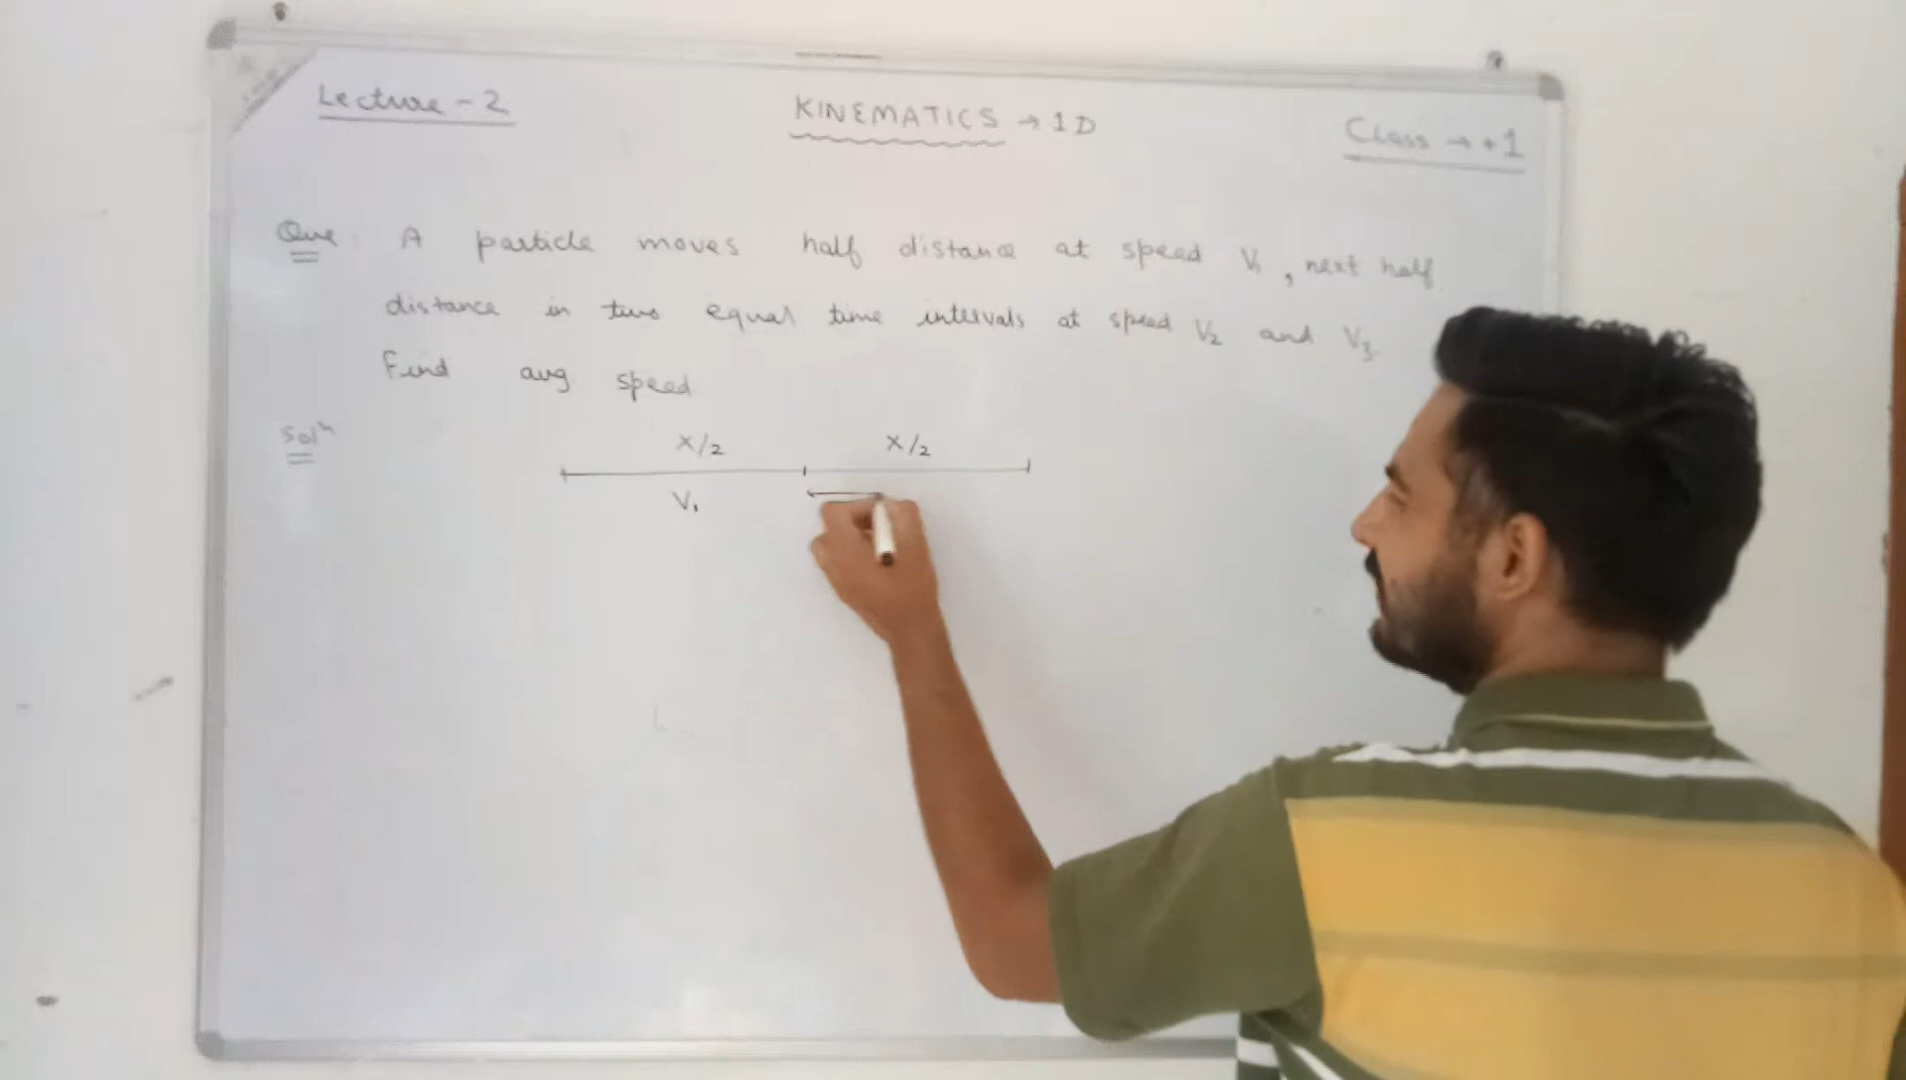 Lecture - 2
KINEMATICS → 1D
Class → +1
Que : A particle moves half distance at speed V₁, next half
distance in two equal time intervals at speed V₂ and V₃
Find avg speed
Solⁿ
x/2 x/2
V₁